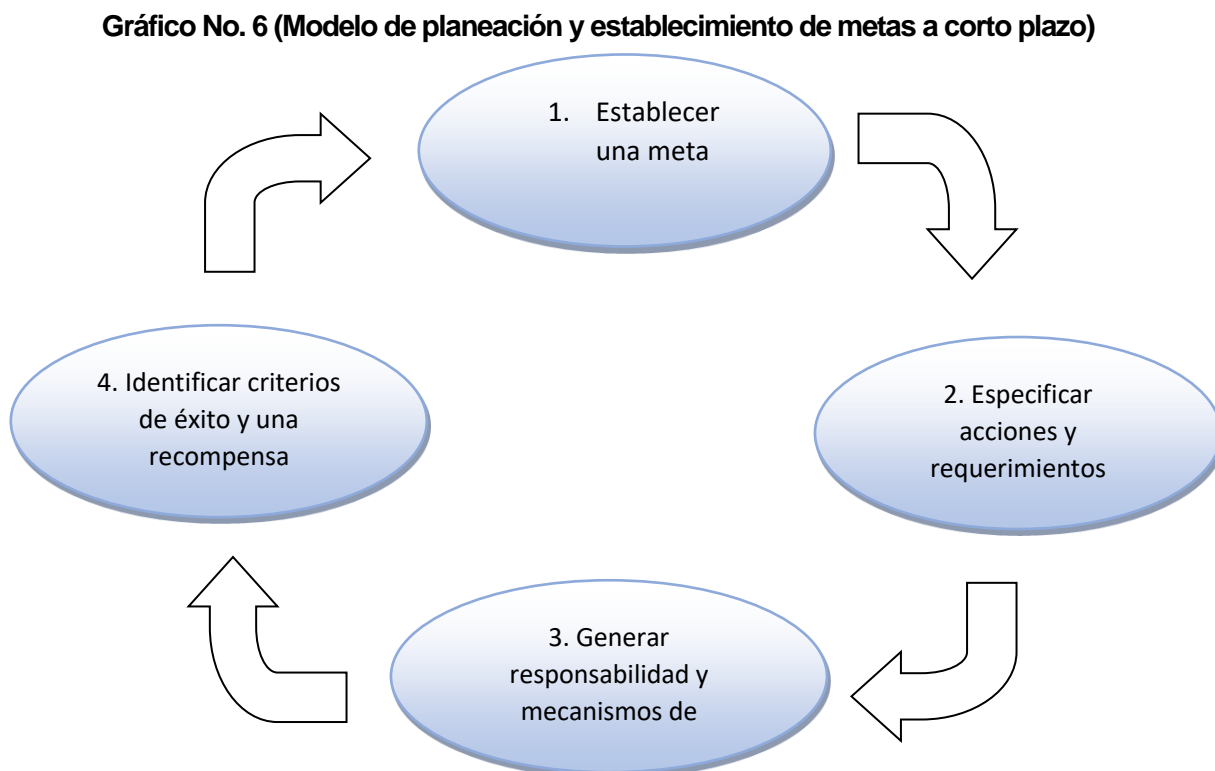 Gráfico No. 6 (Modelo de planeación y establecimiento de metas a corto plazo)
1. Establecer
una meta
2. Especificar
acciones y
requerimientos
3. Generar
responsabilidad y
mecanismos de
4. Identificar criterios
de éxito y una
recompensa